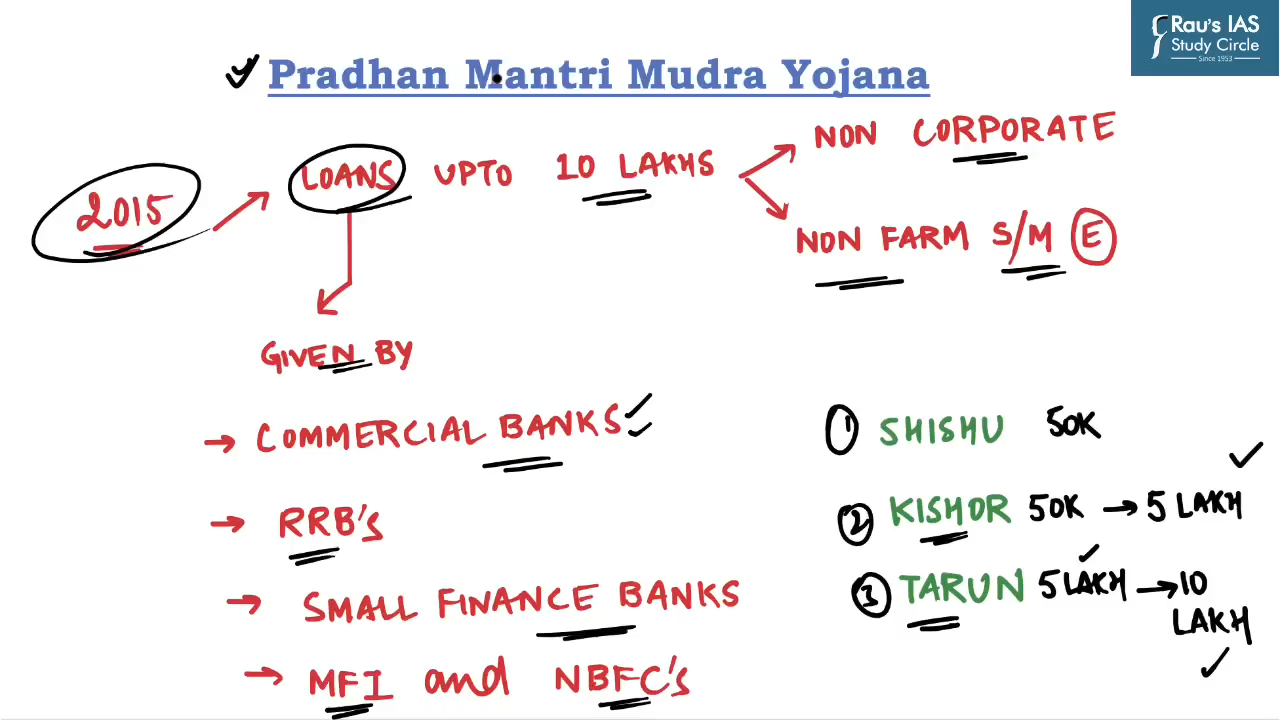 Rau's IAS
Study Circle
Since 1953
Pradhan Mantri Mudra Yojana
2015
LOANS UPTO 10 LAKHS
NON CORPORATE
NON FARM S/M E
GIVEN BY
→ COMMERCIAL BANKS
→ RRB's
→ SMALL FINANCE BANKS
→ MFI and NBFC's
1 SHISHU 50K
2 KISHOR 50K → 5 LAKH
3 TARUN 5 LAKH → 10
LAKH